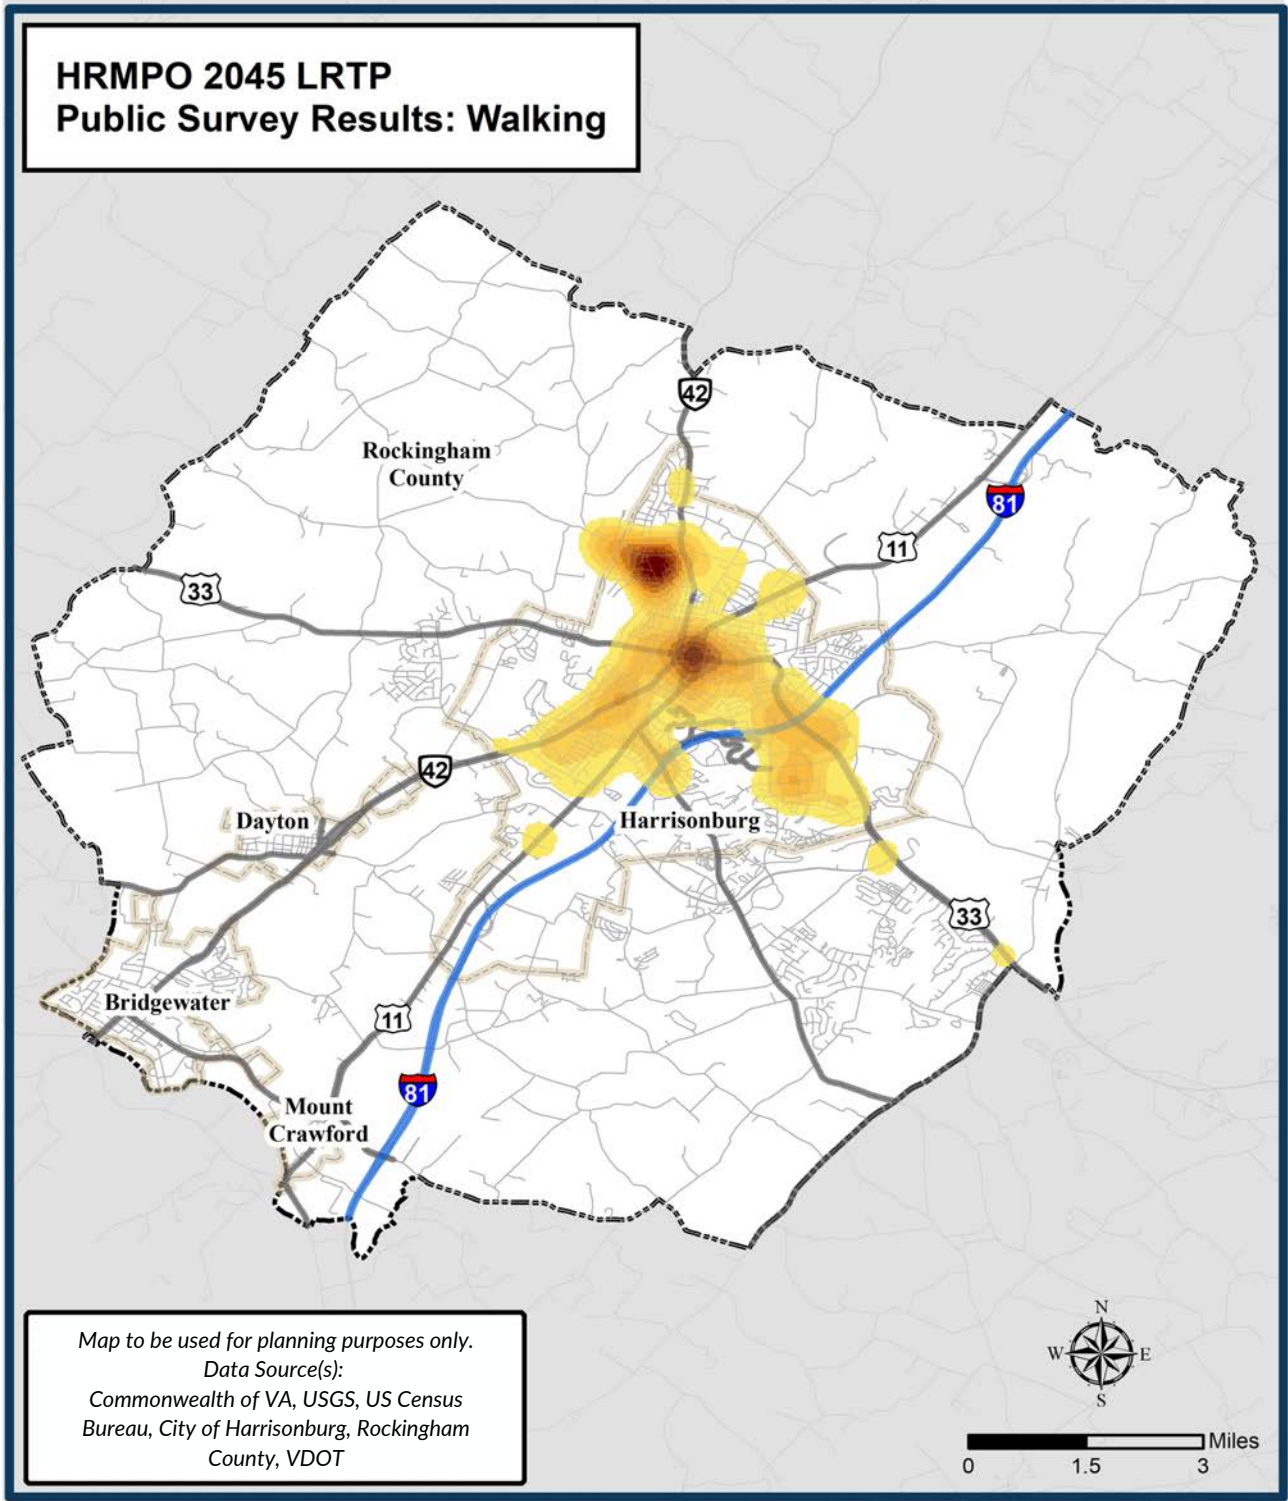 HRMPO 2045 LRTP
Public Survey Results: Walking
42
Rockingham
County
81
11
33
42
Dayton
Harrisonburg
33
Bridgewater
11
81
Mount
Crawford
Map to be used for planning purposes only.
Data Source(s):
Commonwealth of VA, USGS, US Census
Bureau, City of Harrisonburg, Rockingham
County, VDOT
N
W E
S
Miles
0 1.5 3